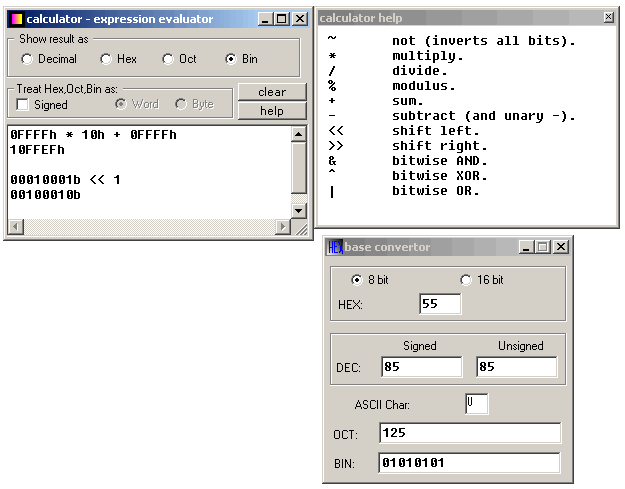 calculator - expression evaluator
Show result as
Decimal Hex Oct Bin
Treat Hex,Oct,Bin as:
Signed Word Byte
clear
help
0FFFFh * 10h + 0FFFFh
10FFEFh
00010001b << 1
00100010b
calculator help
~ not (inverts all bits).
* multiply.
/ divide.
% modulus.
+ sum.
- subtract (and unary -).
<< shift left.
>> shift right.
& bitwise AND.
^ bitwise XOR.
| bitwise OR.
HEX base convertor
8 bit 16 bit
HEX: 55
Signed Unsigned
DEC: 85 85
ASCII Char: U
OCT: 125
BIN: 01010101